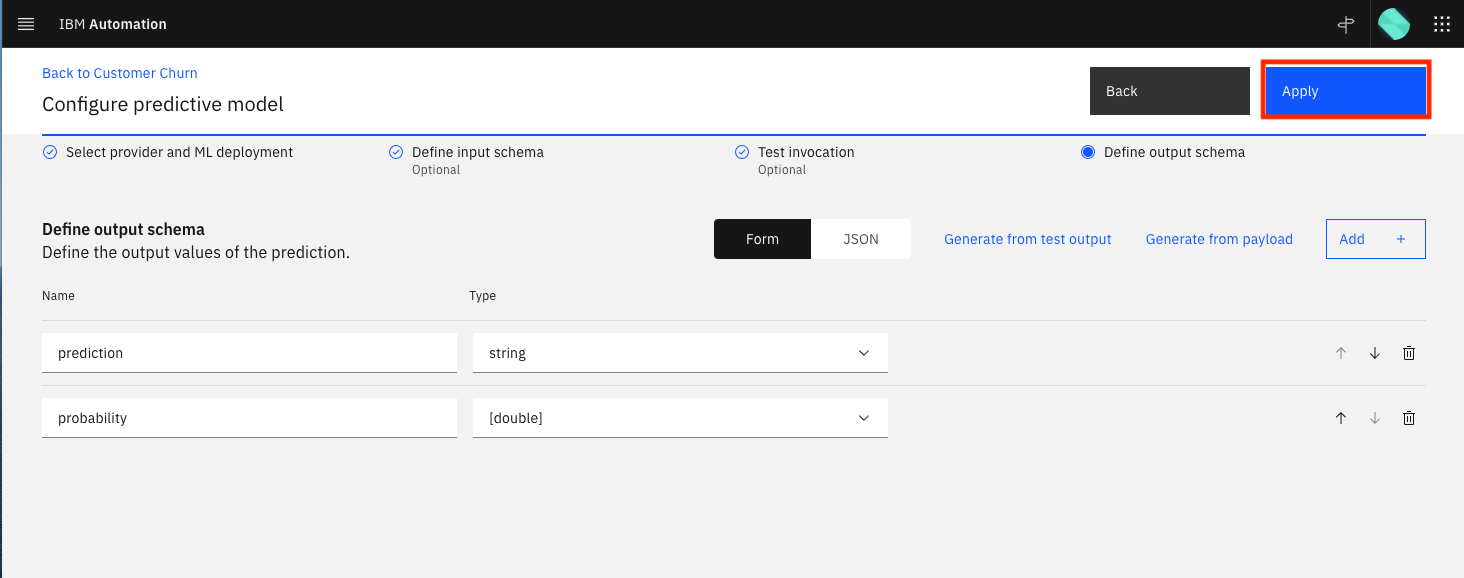 IBM Automation
Back to Customer Churn
Configure predictive model
Back
Apply
Select provider and ML deployment
Define input schema
Optional
Test invocation
Optional
Define output schema
Define output schema
Define the output values of the prediction.
Form
JSON
Generate from test output
Generate from payload
Add +
Name
Type
prediction
string
probability
[double]